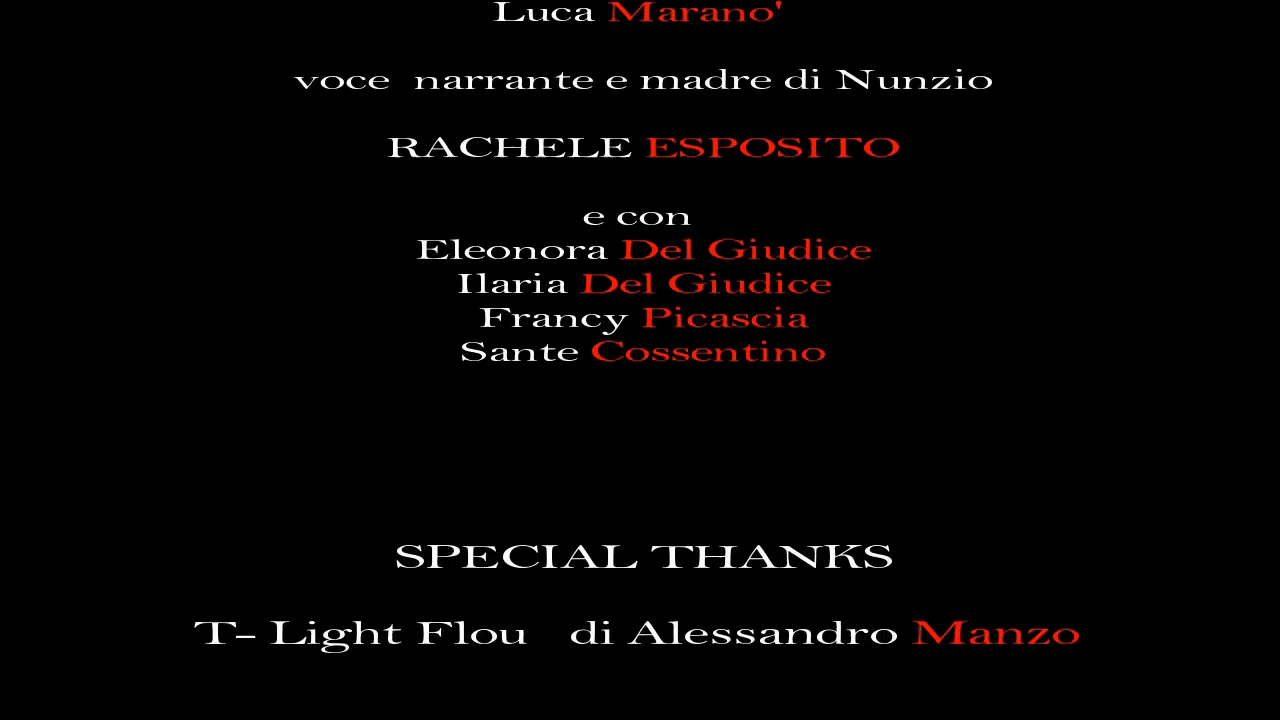 Luca Marano'
voce narrante e madre di Nunzio
RACHELE ESPOSITO
e con
Eleonora Del Giudice
Ilaria Del Giudice
Francy Picascia
Sante Cossentino
SPECIAL THANKS
T- Light Flou di Alessandro Manzo